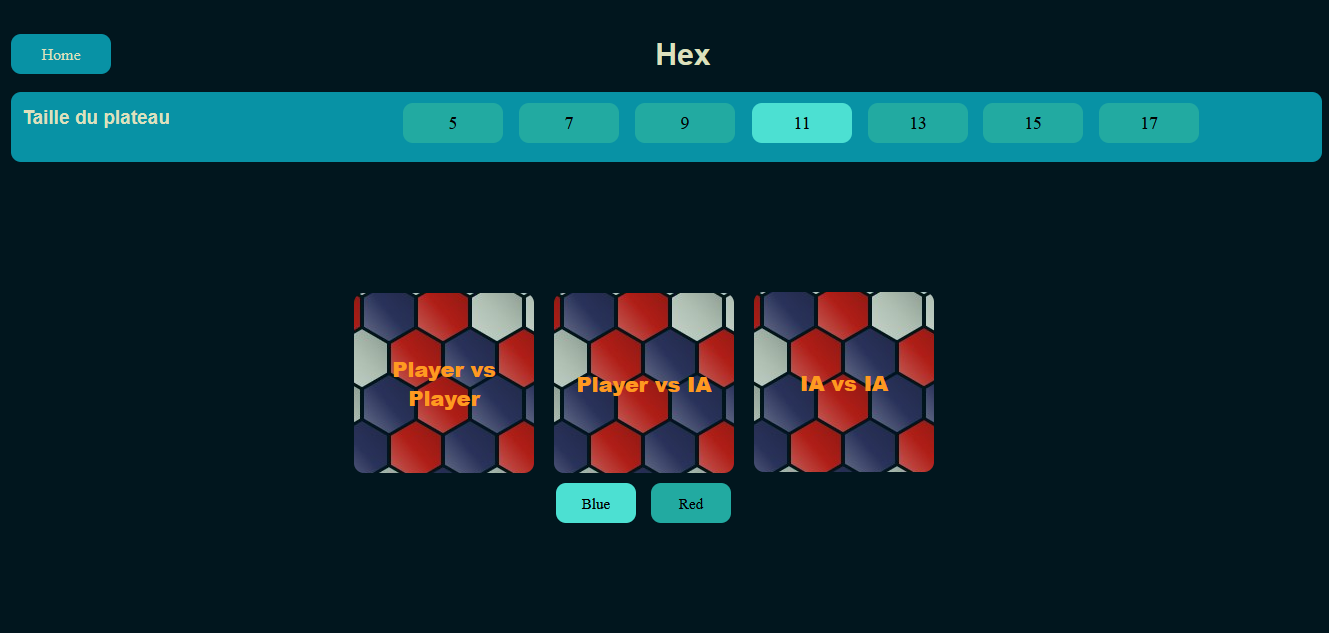 Home
Hex
Taille du plateau
5
7
9
11
13
15
17
Player vs
Player
Player vs IA
IA vs IA
Blue
Red